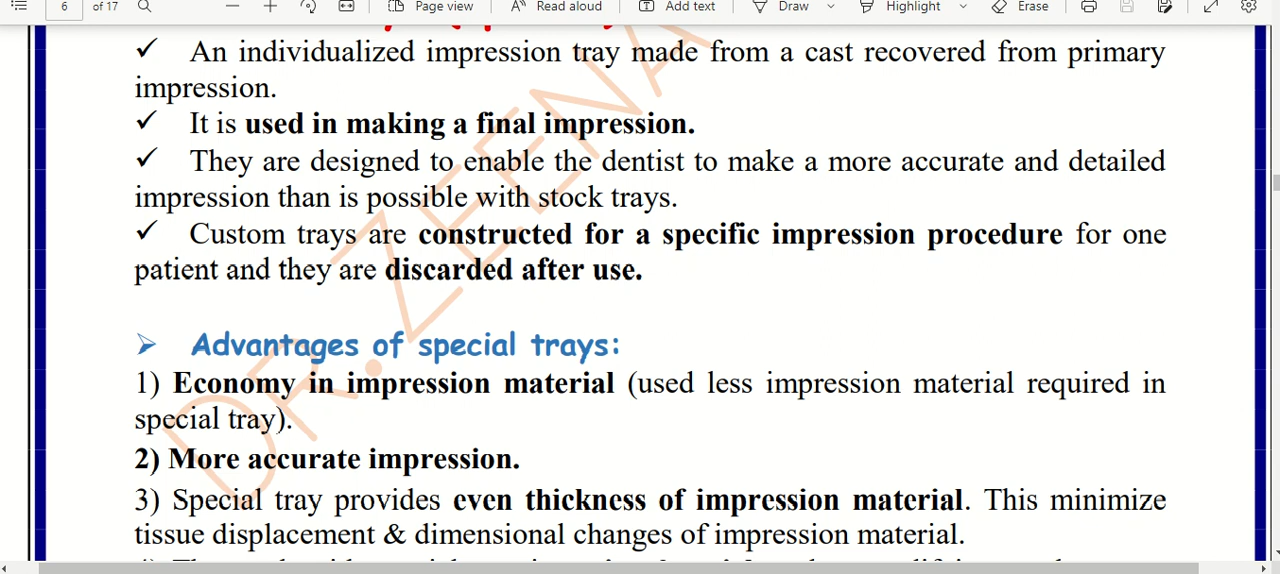 6 of 17 Page view Read aloud Add text Draw Highlight Erase
✓ An individualized impression tray made from a cast recovered from primary
impression.
✓ It is used in making a final impression.
✓ They are designed to enable the dentist to make a more accurate and detailed
impression than is possible with stock trays.
✓ Custom trays are constructed for a specific impression procedure for one
patient and they are discarded after use.
➢ Advantages of special trays:
1) Economy in impression material (used less impression material required in
special tray).
2) More accurate impression.
3) Special tray provides even thickness of impression material. This minimize
tissue displacement & dimensional changes of impression material.
DR.ZEENA